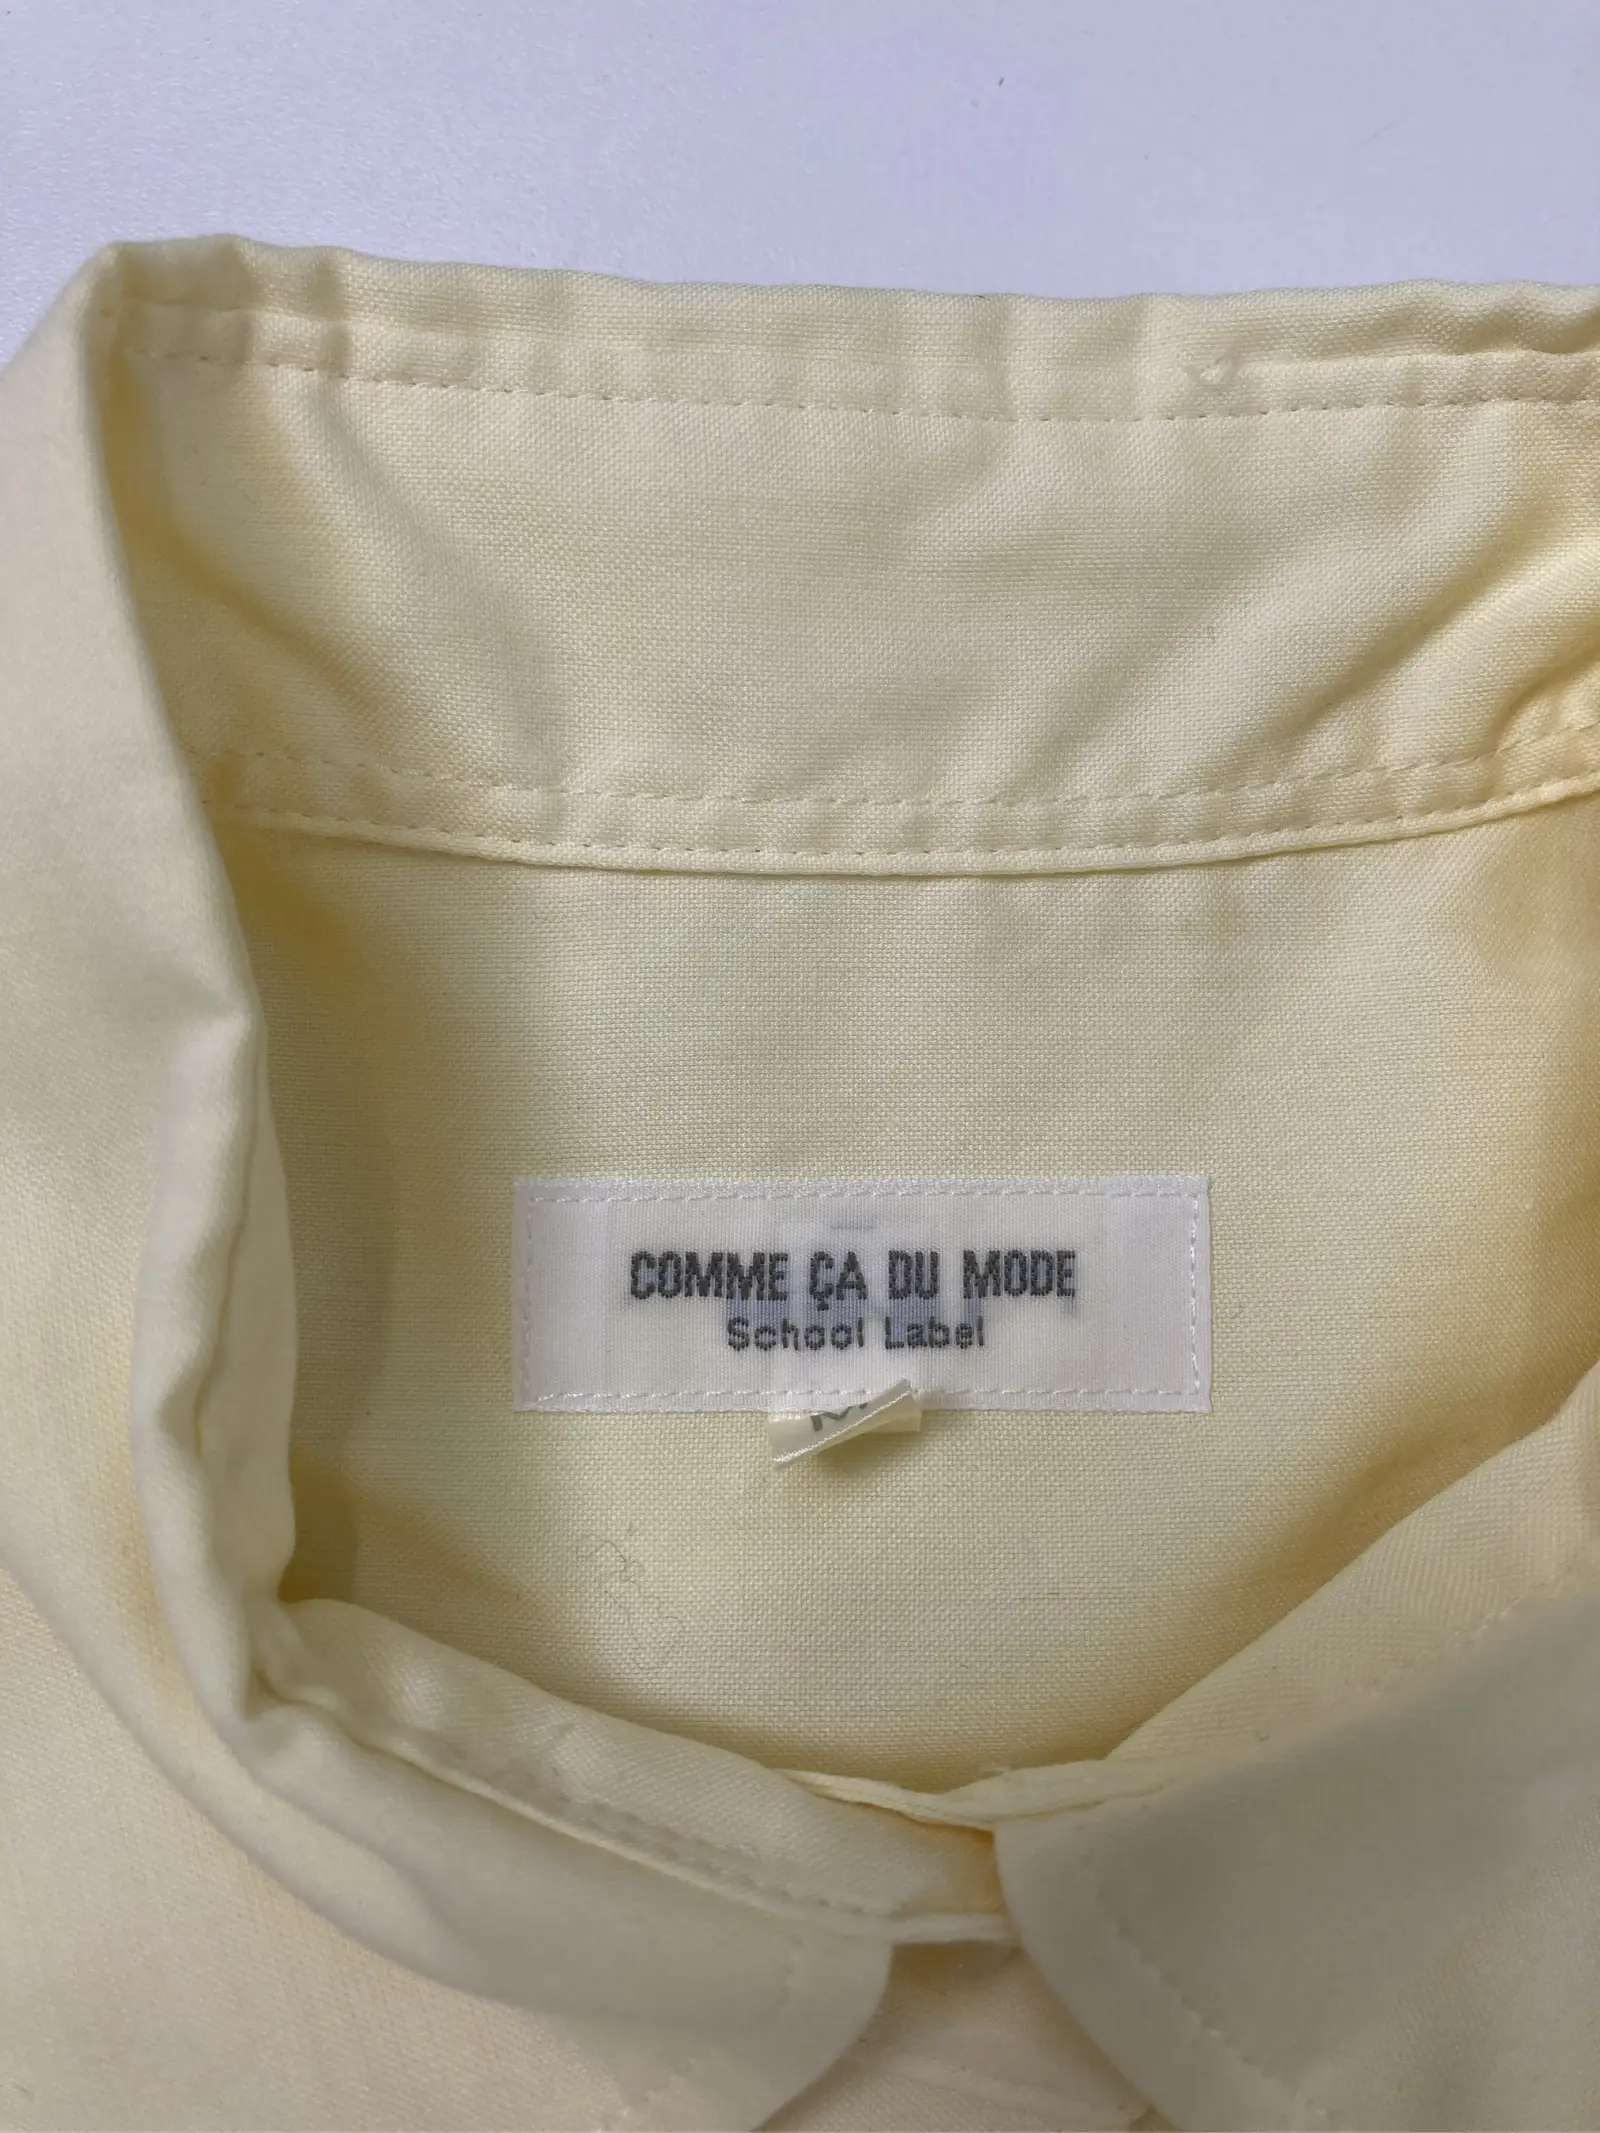 COMME ÇA DU MODE
School Label
M